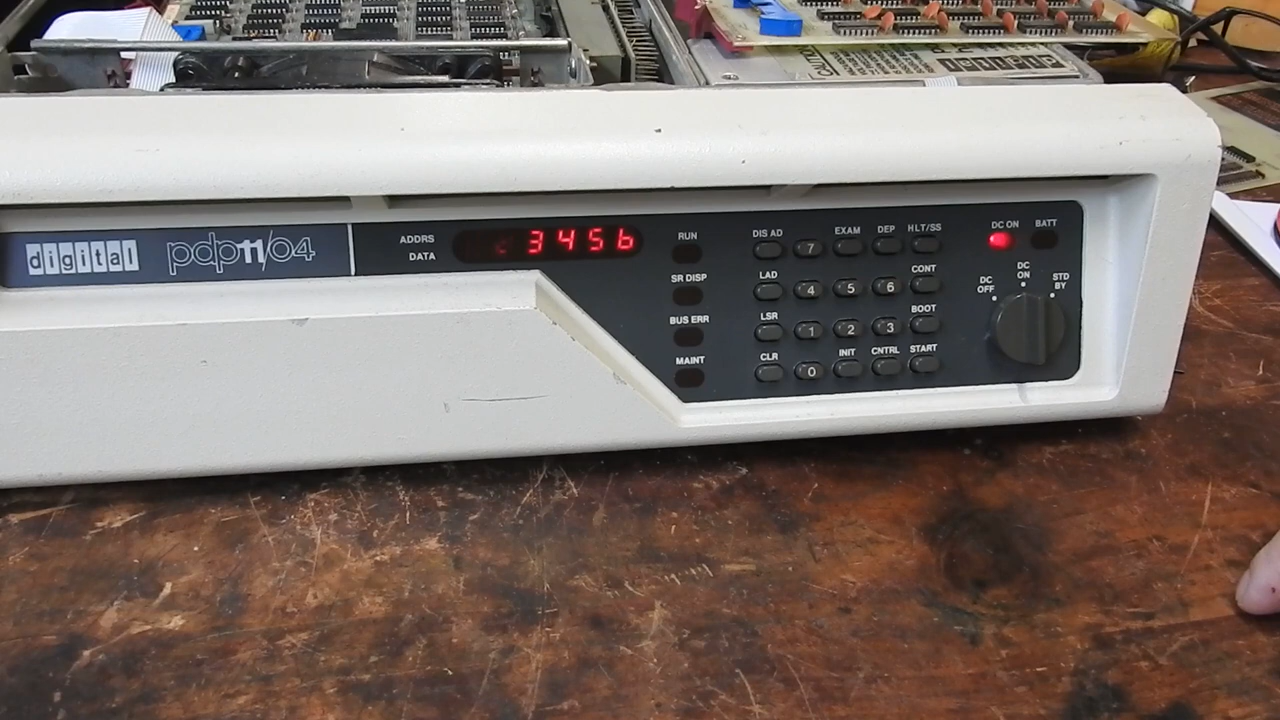 CAUTION
digital
digital
pdp11/04
ADDRS
DATA
3456
RUN
SR DISP
BUS ERR
MAINT
DIS AD
7
EXAM
DEP
HLT/SS
LAD
4
5
6
CONT
LSR
1
2
3
BOOT
CLR
0
INIT
CNTRL
START
DC ON
BATT
DC
OFF
DC
ON
STD
BY